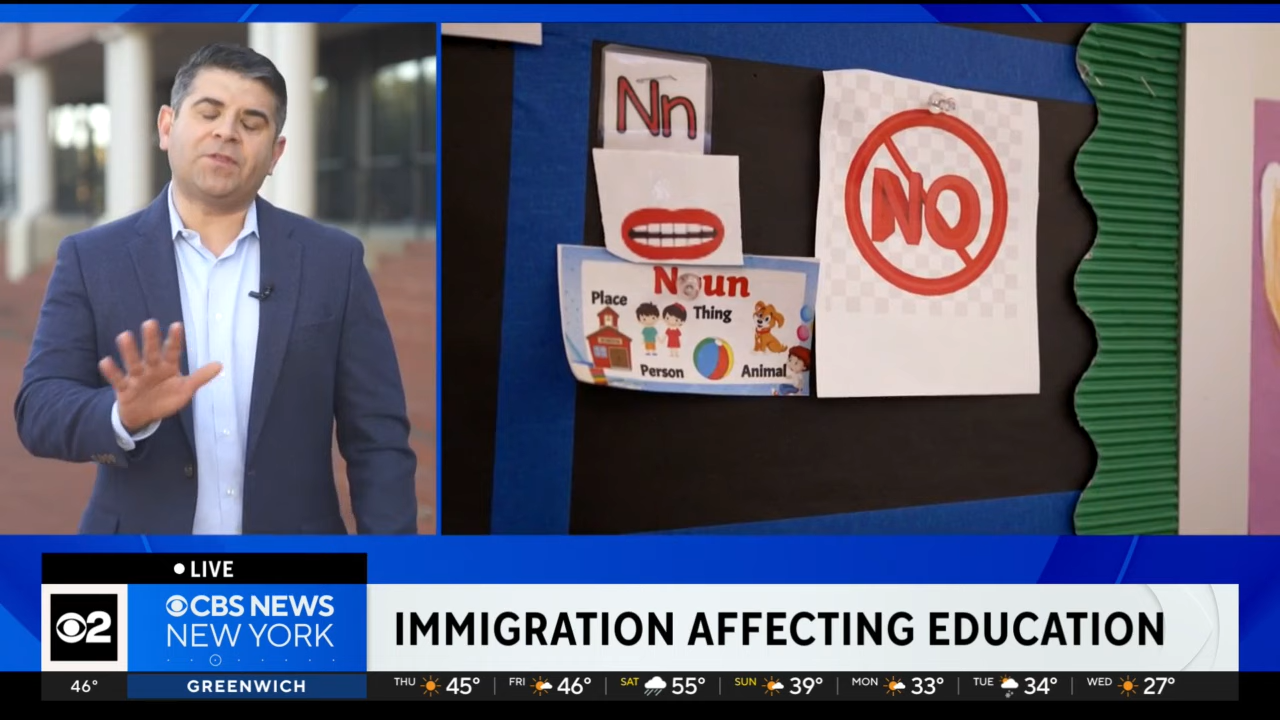 Nn
NO
Noun
Place
Thing
Person
Animal
LIVE
2
CBS NEWS
NEW YORK
IMMIGRATION AFFECTING EDUCATION
46°
GREENWICH
THU 45° FRI 46° SAT 55° SUN 39° MON 33° TUE 34° WED 27°